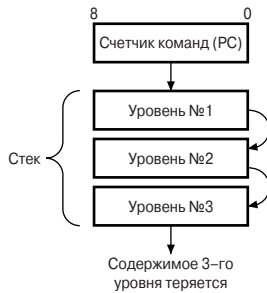 8 0
Счетчик команд (PC)
Уровень №1
Стек
Уровень №2
Уровень №3
Содержимое 3–го
уровня теряется